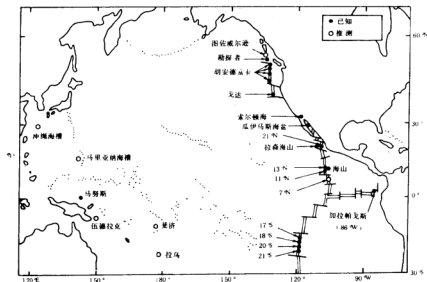 已知
推测
图佐威尔逊
勘探者
胡安德富卡
戈达
索尔顿海
瓜伊马斯海盆
21°N
拉森海山
13°N
海山
11°N
7°N
加拉帕戈斯
(86°W)
17°S
18°S
20°S
21°S
冲绳海槽
马里亚纳海槽
马努斯
伍德拉克
斐济
拉乌
60°N
30°N
0°N
30°S
120°E
150°E
180°
150°W
120°W
90°W